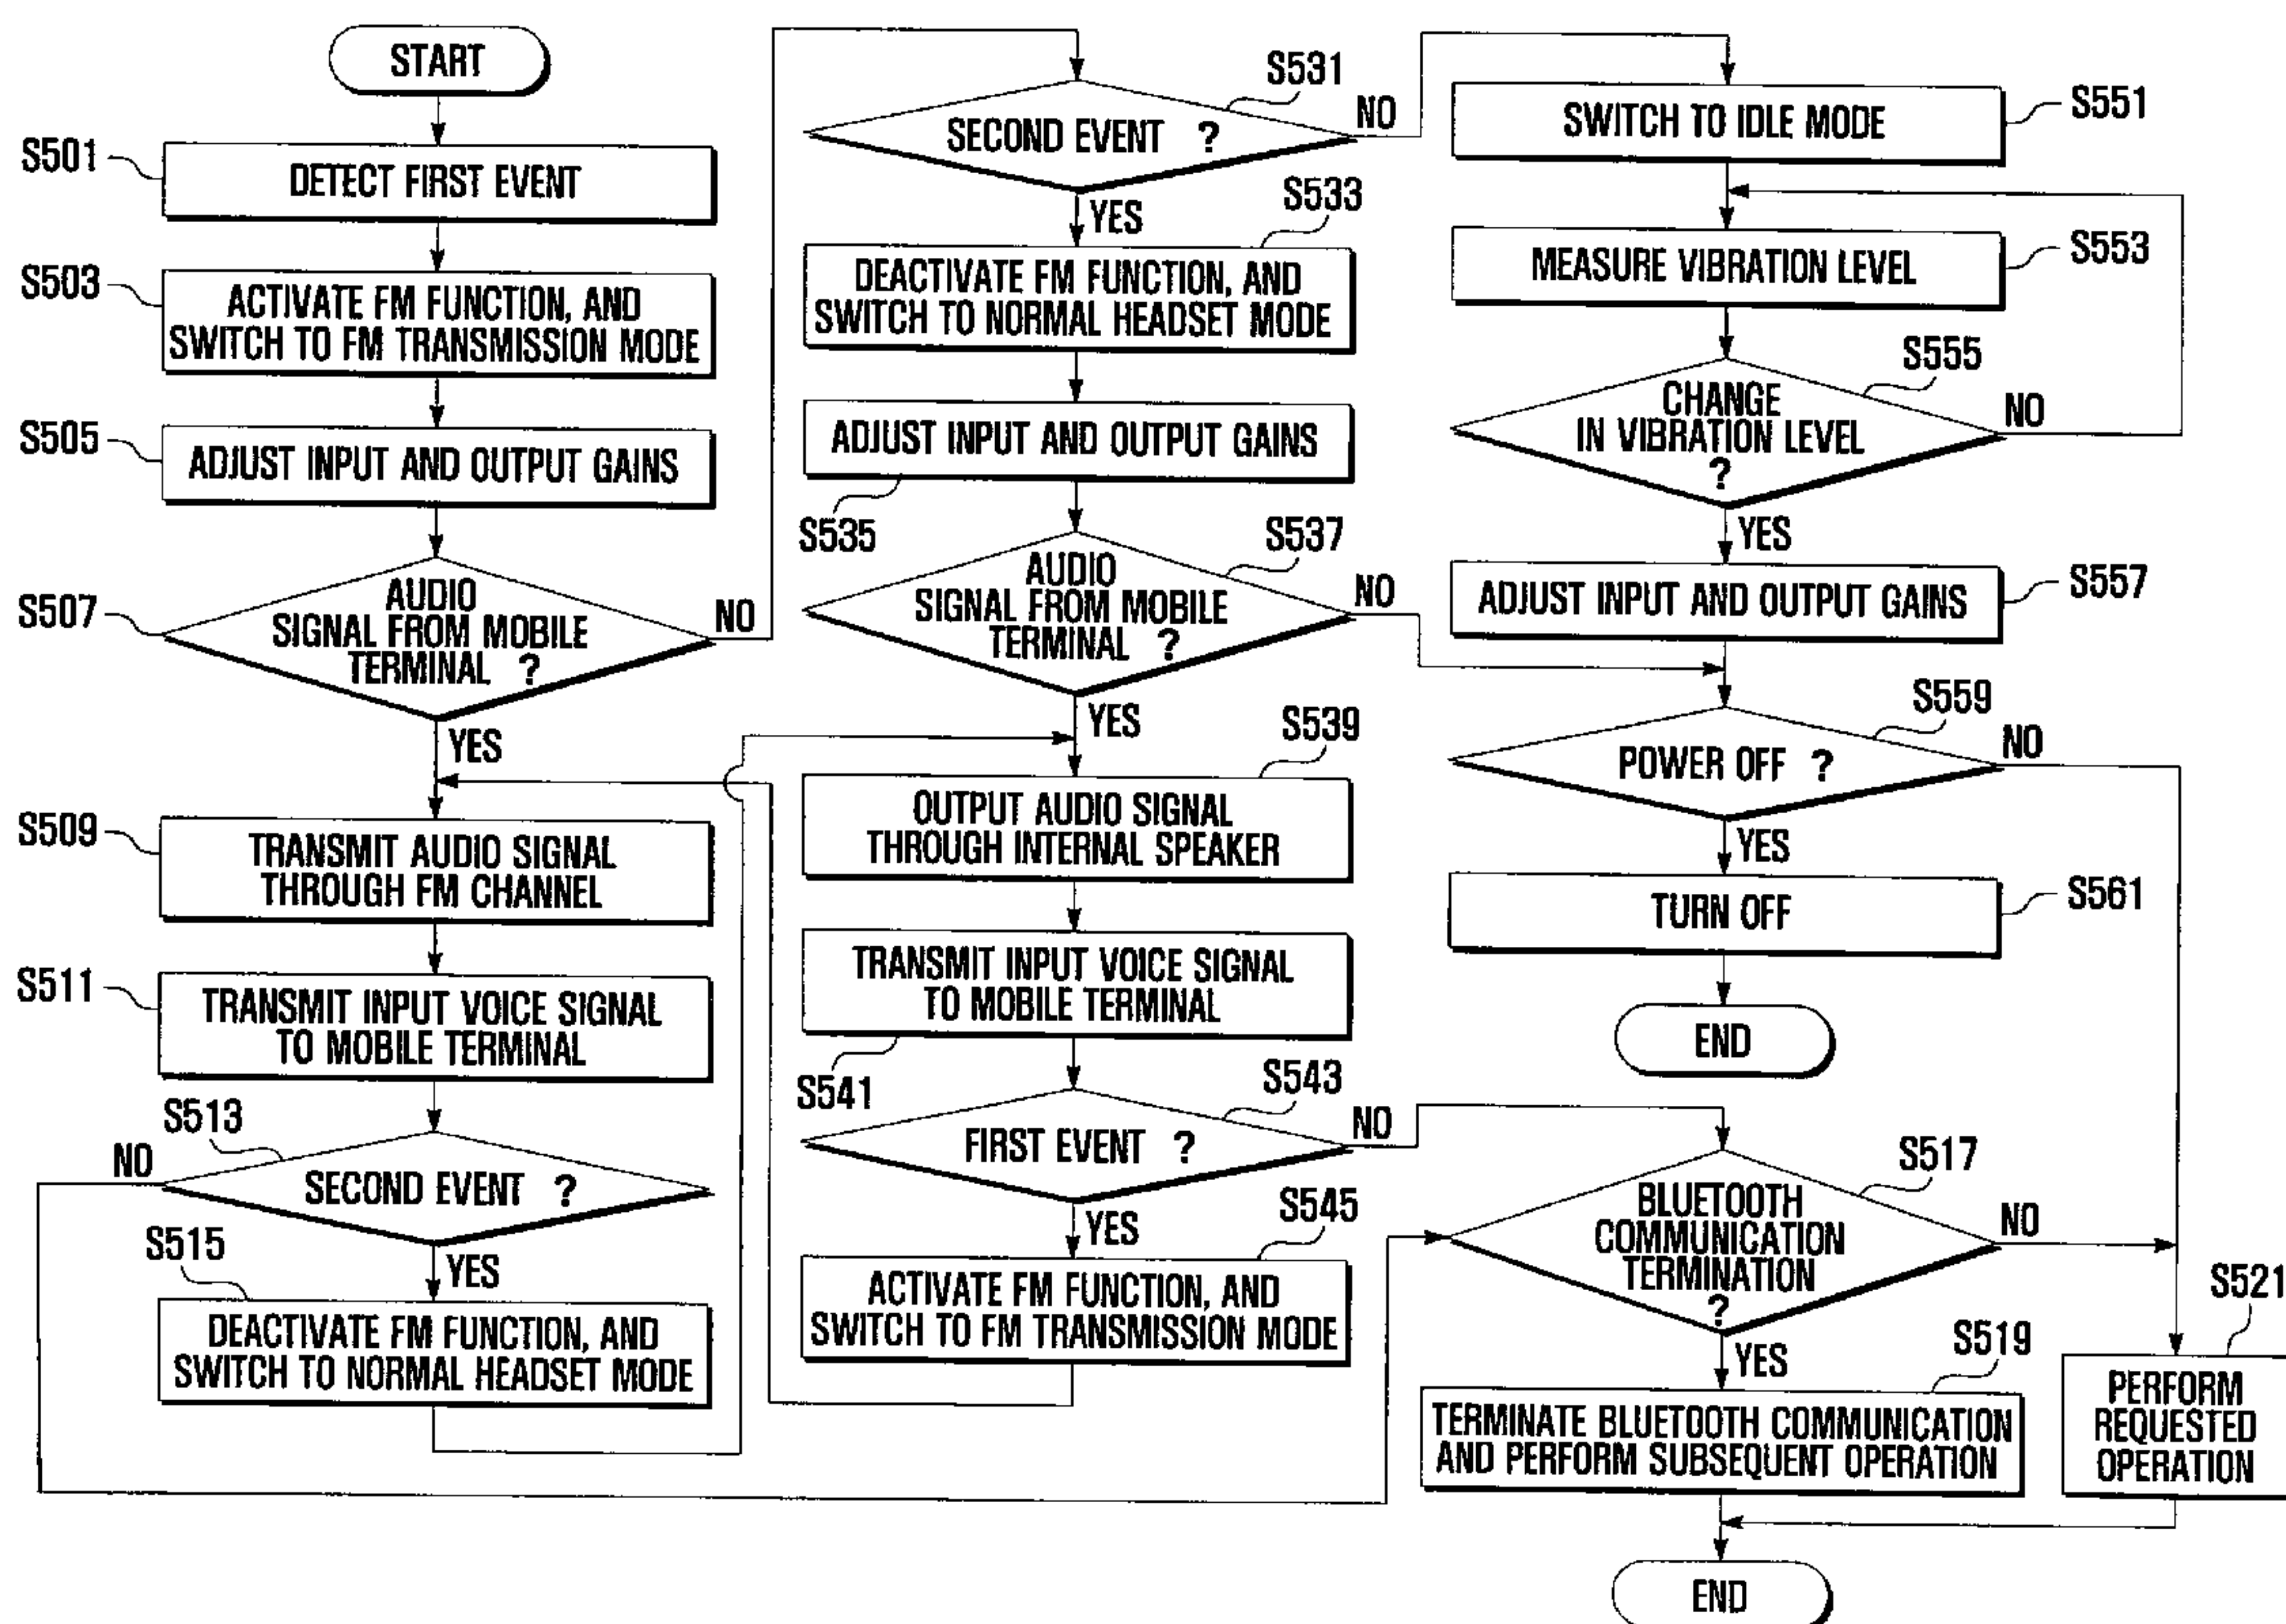 START
S501
DETECT FIRST EVENT
S503
ACTIVATE FM FUNCTION, AND
SWITCH TO FM TRANSMISSION MODE
S505
ADJUST INPUT AND OUTPUT GAINS
S507
AUDIO
SIGNAL FROM MOBILE
TERMINAL ?
NO
YES
S509
TRANSMIT AUDIO SIGNAL
THROUGH FM CHANNEL
S511
TRANSMIT INPUT VOICE SIGNAL
TO MOBILE TERMINAL
S513
NO
SECOND EVENT ?
YES
S515
DEACTIVATE FM FUNCTION, AND
SWITCH TO NORMAL HEADSET MODE
S531
SECOND EVENT ?
NO
YES
S533
DEACTIVATE FM FUNCTION, AND
SWITCH TO NORMAL HEADSET MODE
ADJUST INPUT AND OUTPUT GAINS
S535
S537
AUDIO
SIGNAL FROM MOBILE
TERMINAL ?
NO
YES
S539
OUTPUT AUDIO SIGNAL
THROUGH INTERNAL SPEAKER
TRANSMIT INPUT VOICE SIGNAL
TO MOBILE TERMINAL
S541
S543
FIRST EVENT ?
NO
YES
S545
ACTIVATE FM FUNCTION, AND
SWITCH TO FM TRANSMISSION MODE
SWITCH TO IDLE MODE
S551
MEASURE VIBRATION LEVEL
S553
S555
CHANGE
IN VIBRATION LEVEL
?
NO
YES
ADJUST INPUT AND OUTPUT GAINS
S557
S559
POWER OFF ?
NO
YES
TURN OFF
S561
END
S517
BLUETOOTH
COMMUNICATION
TERMINATION
?
NO
YES
S519
TERMINATE BLUETOOTH COMMUNICATION
AND PERFORM SUBSEQUENT OPERATION
S521
PERFORM
REQUESTED
OPERATION
END